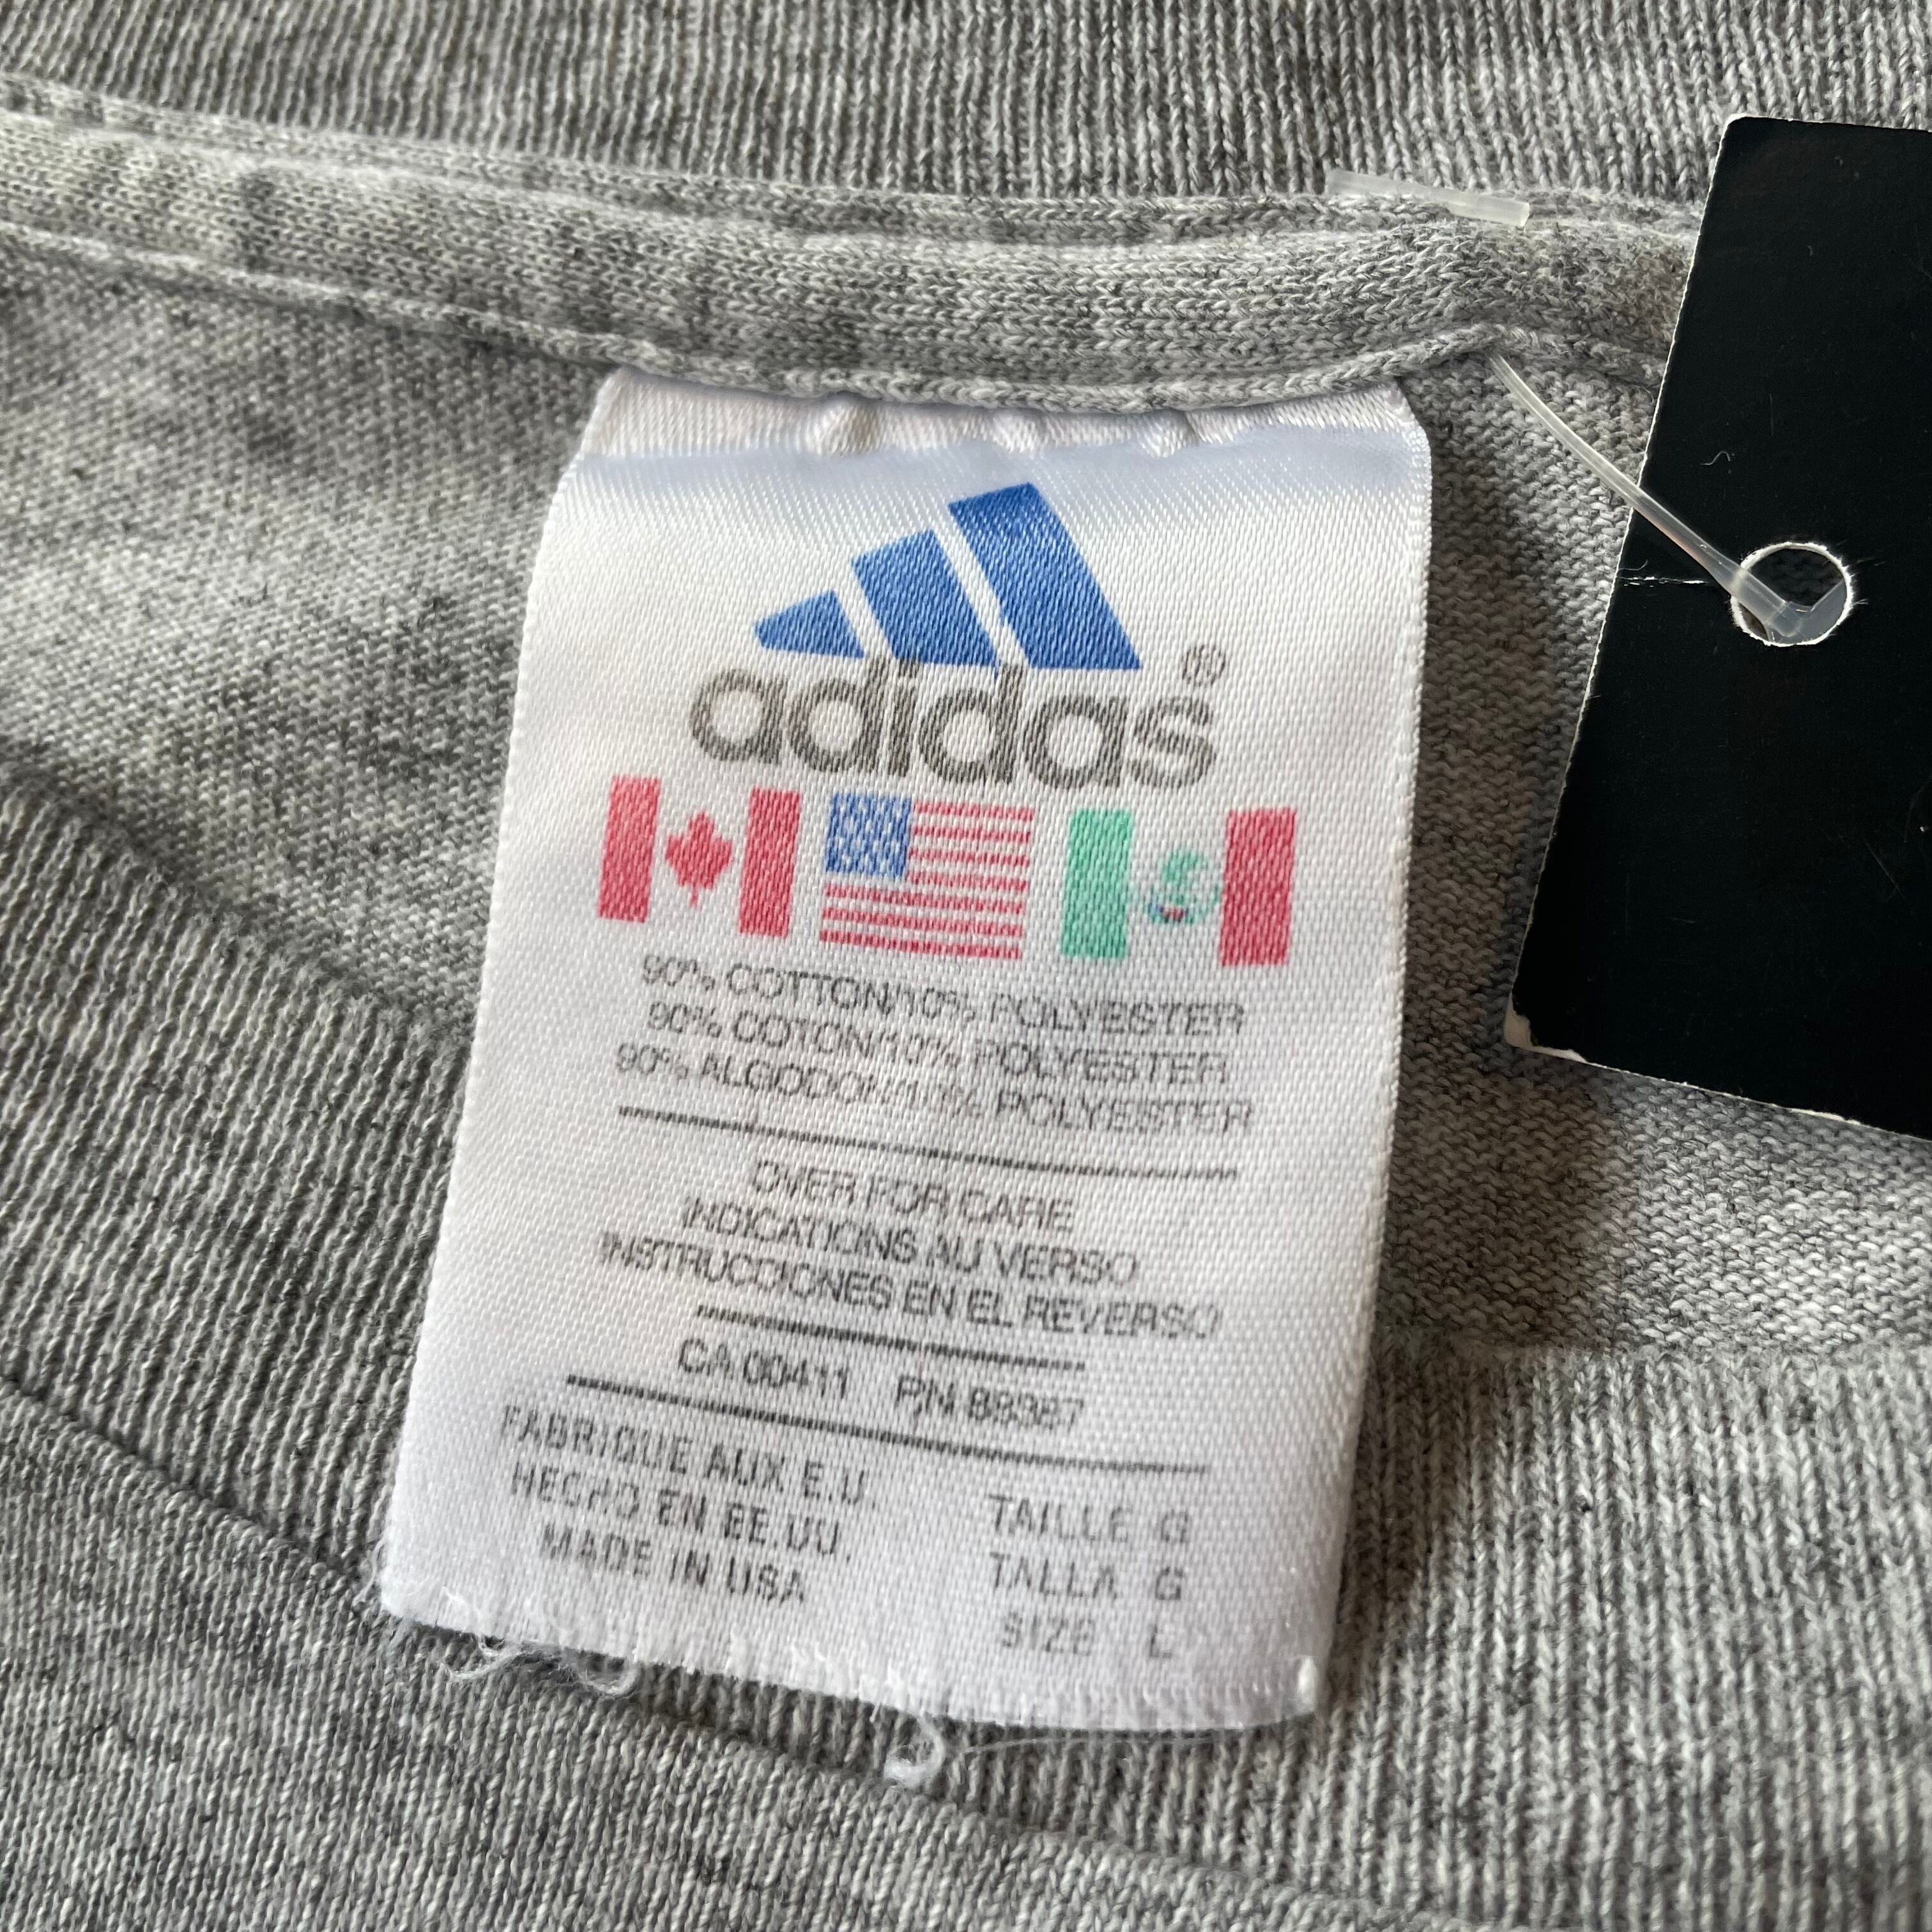 adidas®
90% COTTON/10% POLYESTER
90% COTON/10% POLYESTER
90% ALGODON/10% POLYESTER
OVER FOR CARE
INDICATIONS AU VERSO
INSTRUCCIONES EN EL REVERSO
CA 00411 PN 88387
FABRIQUE AUX E.U.
HECHO EN EE.UU.
MADE IN USA
TAILLE G
TALLA G
SIZE L